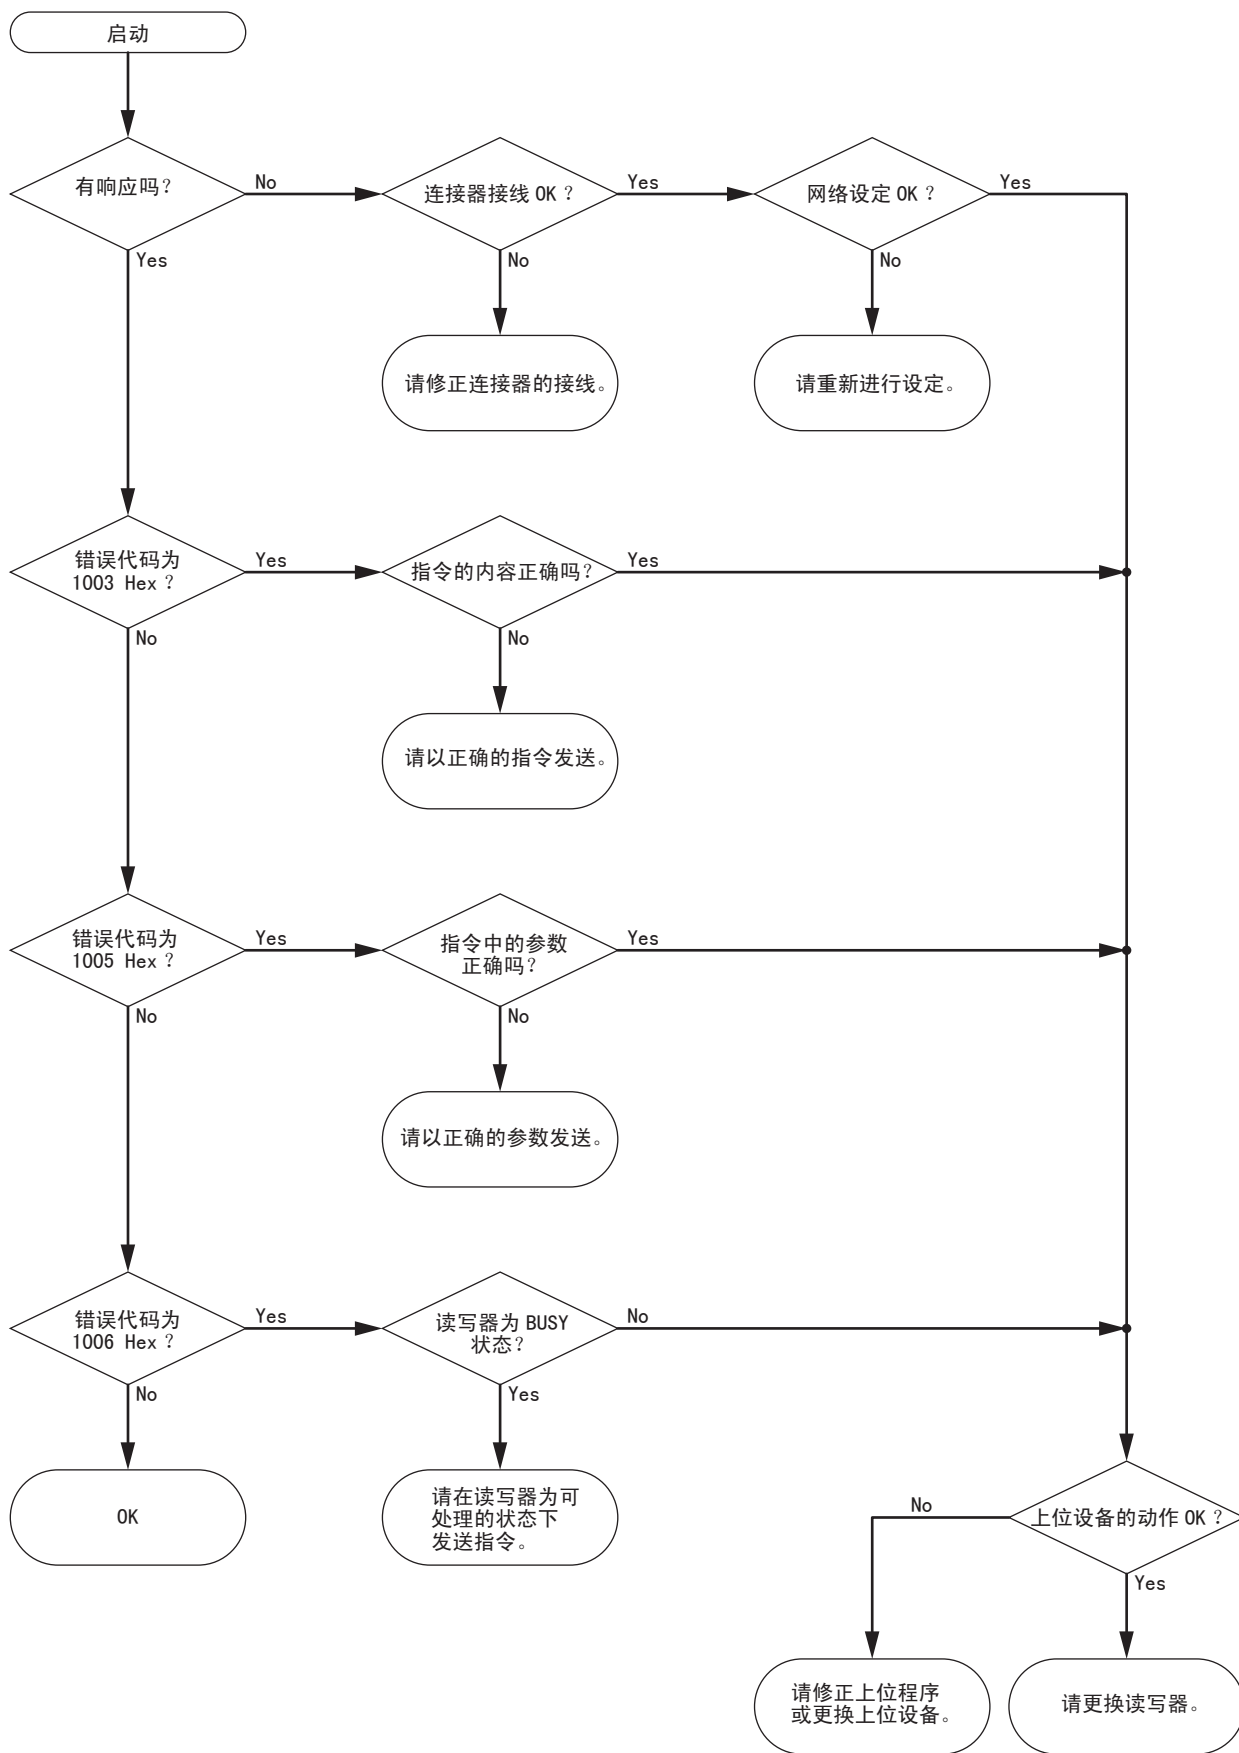 启动
有响应吗?
No
连接器接线 OK ?
Yes
网络设定 OK ?
Yes
Yes
No
No
请修正连接器的接线。
请重新进行设定。
错误代码为
1003 Hex ?
Yes
指令的内容正确吗?
Yes
No
No
请以正确的指令发送。
错误代码为
1005 Hex ?
Yes
指令中的参数
正确吗?
Yes
No
No
请以正确的参数发送。
错误代码为
1006 Hex ?
Yes
读写器为 BUSY
状态?
No
No
Yes
OK
请在读写器为可
处理的状态下
发送指令。
No
上位设备的动作 OK ?
Yes
请修正上位程序
或更换上位设备。
请更换读写器。